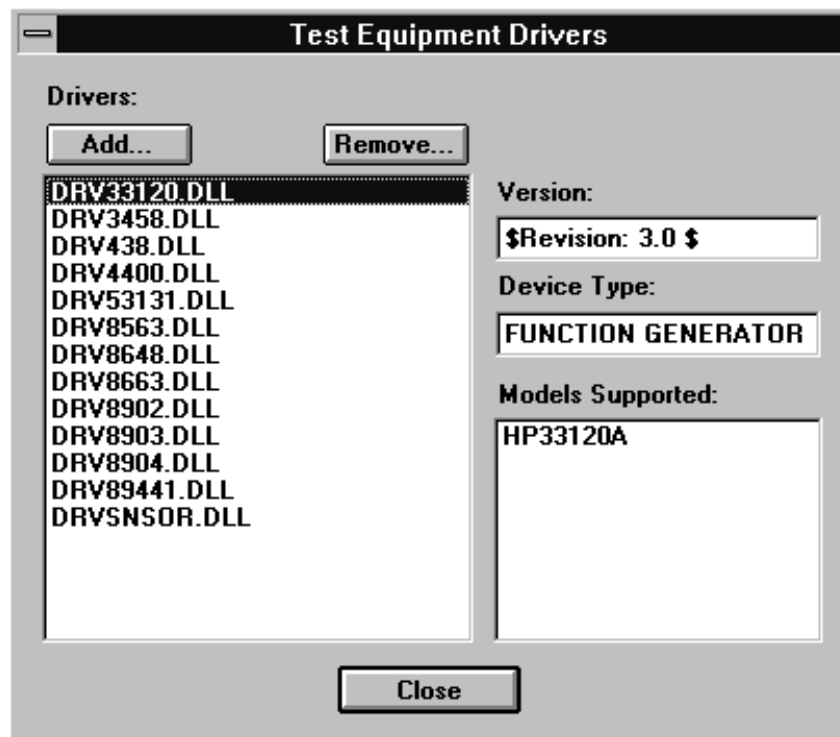 Test Equipment Drivers
Drivers:
Add...
Remove...
DRV33120.DLL
DRV3458.DLL
DRV438.DLL
DRV4400.DLL
DRV53131.DLL
DRV8563.DLL
DRV8648.DLL
DRV8663.DLL
DRV8902.DLL
DRV8903.DLL
DRV8904.DLL
DRV89441.DLL
DRVSNSOR.DLL
Version:
$Revision: 3.0 $
Device Type:
FUNCTION GENERATOR
Models Supported:
HP33120A
Close